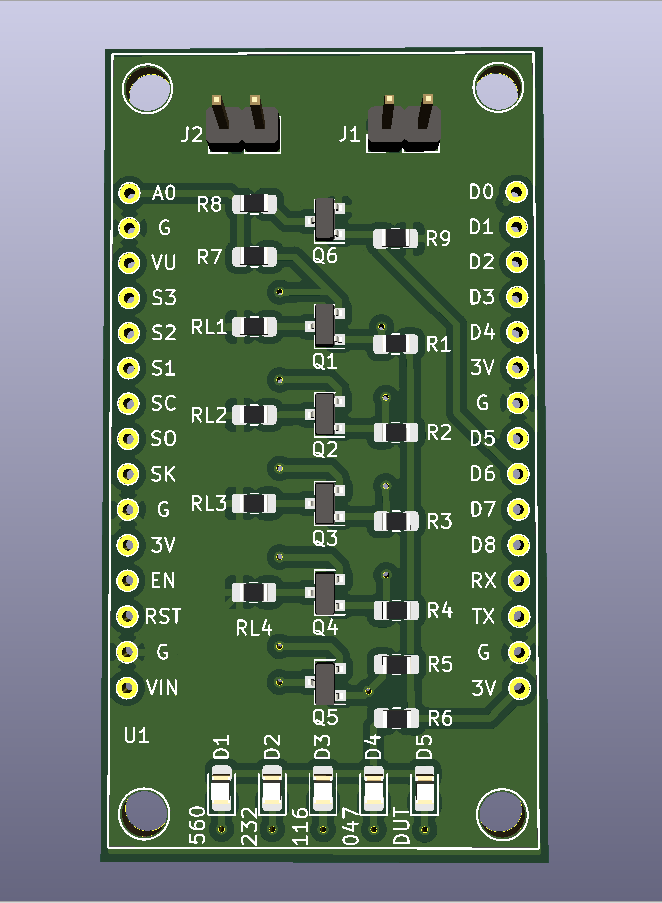 J2 J1
A0 R8 D0
G Q6 R9 D1
VU R7 D2
S3 D3
S2 RL1 Q1 R1 D4
S1 3V
SC G
SO RL2 Q2 R2 D5
SK D6
G RL3 Q3 R3 D7
3V D8
EN RX
RST RL4 Q4 R4 TX
G R5 G
VIN Q5 R6 3V
U1
D1 D2 D3 D4 D5
560 232 116 047 DUT